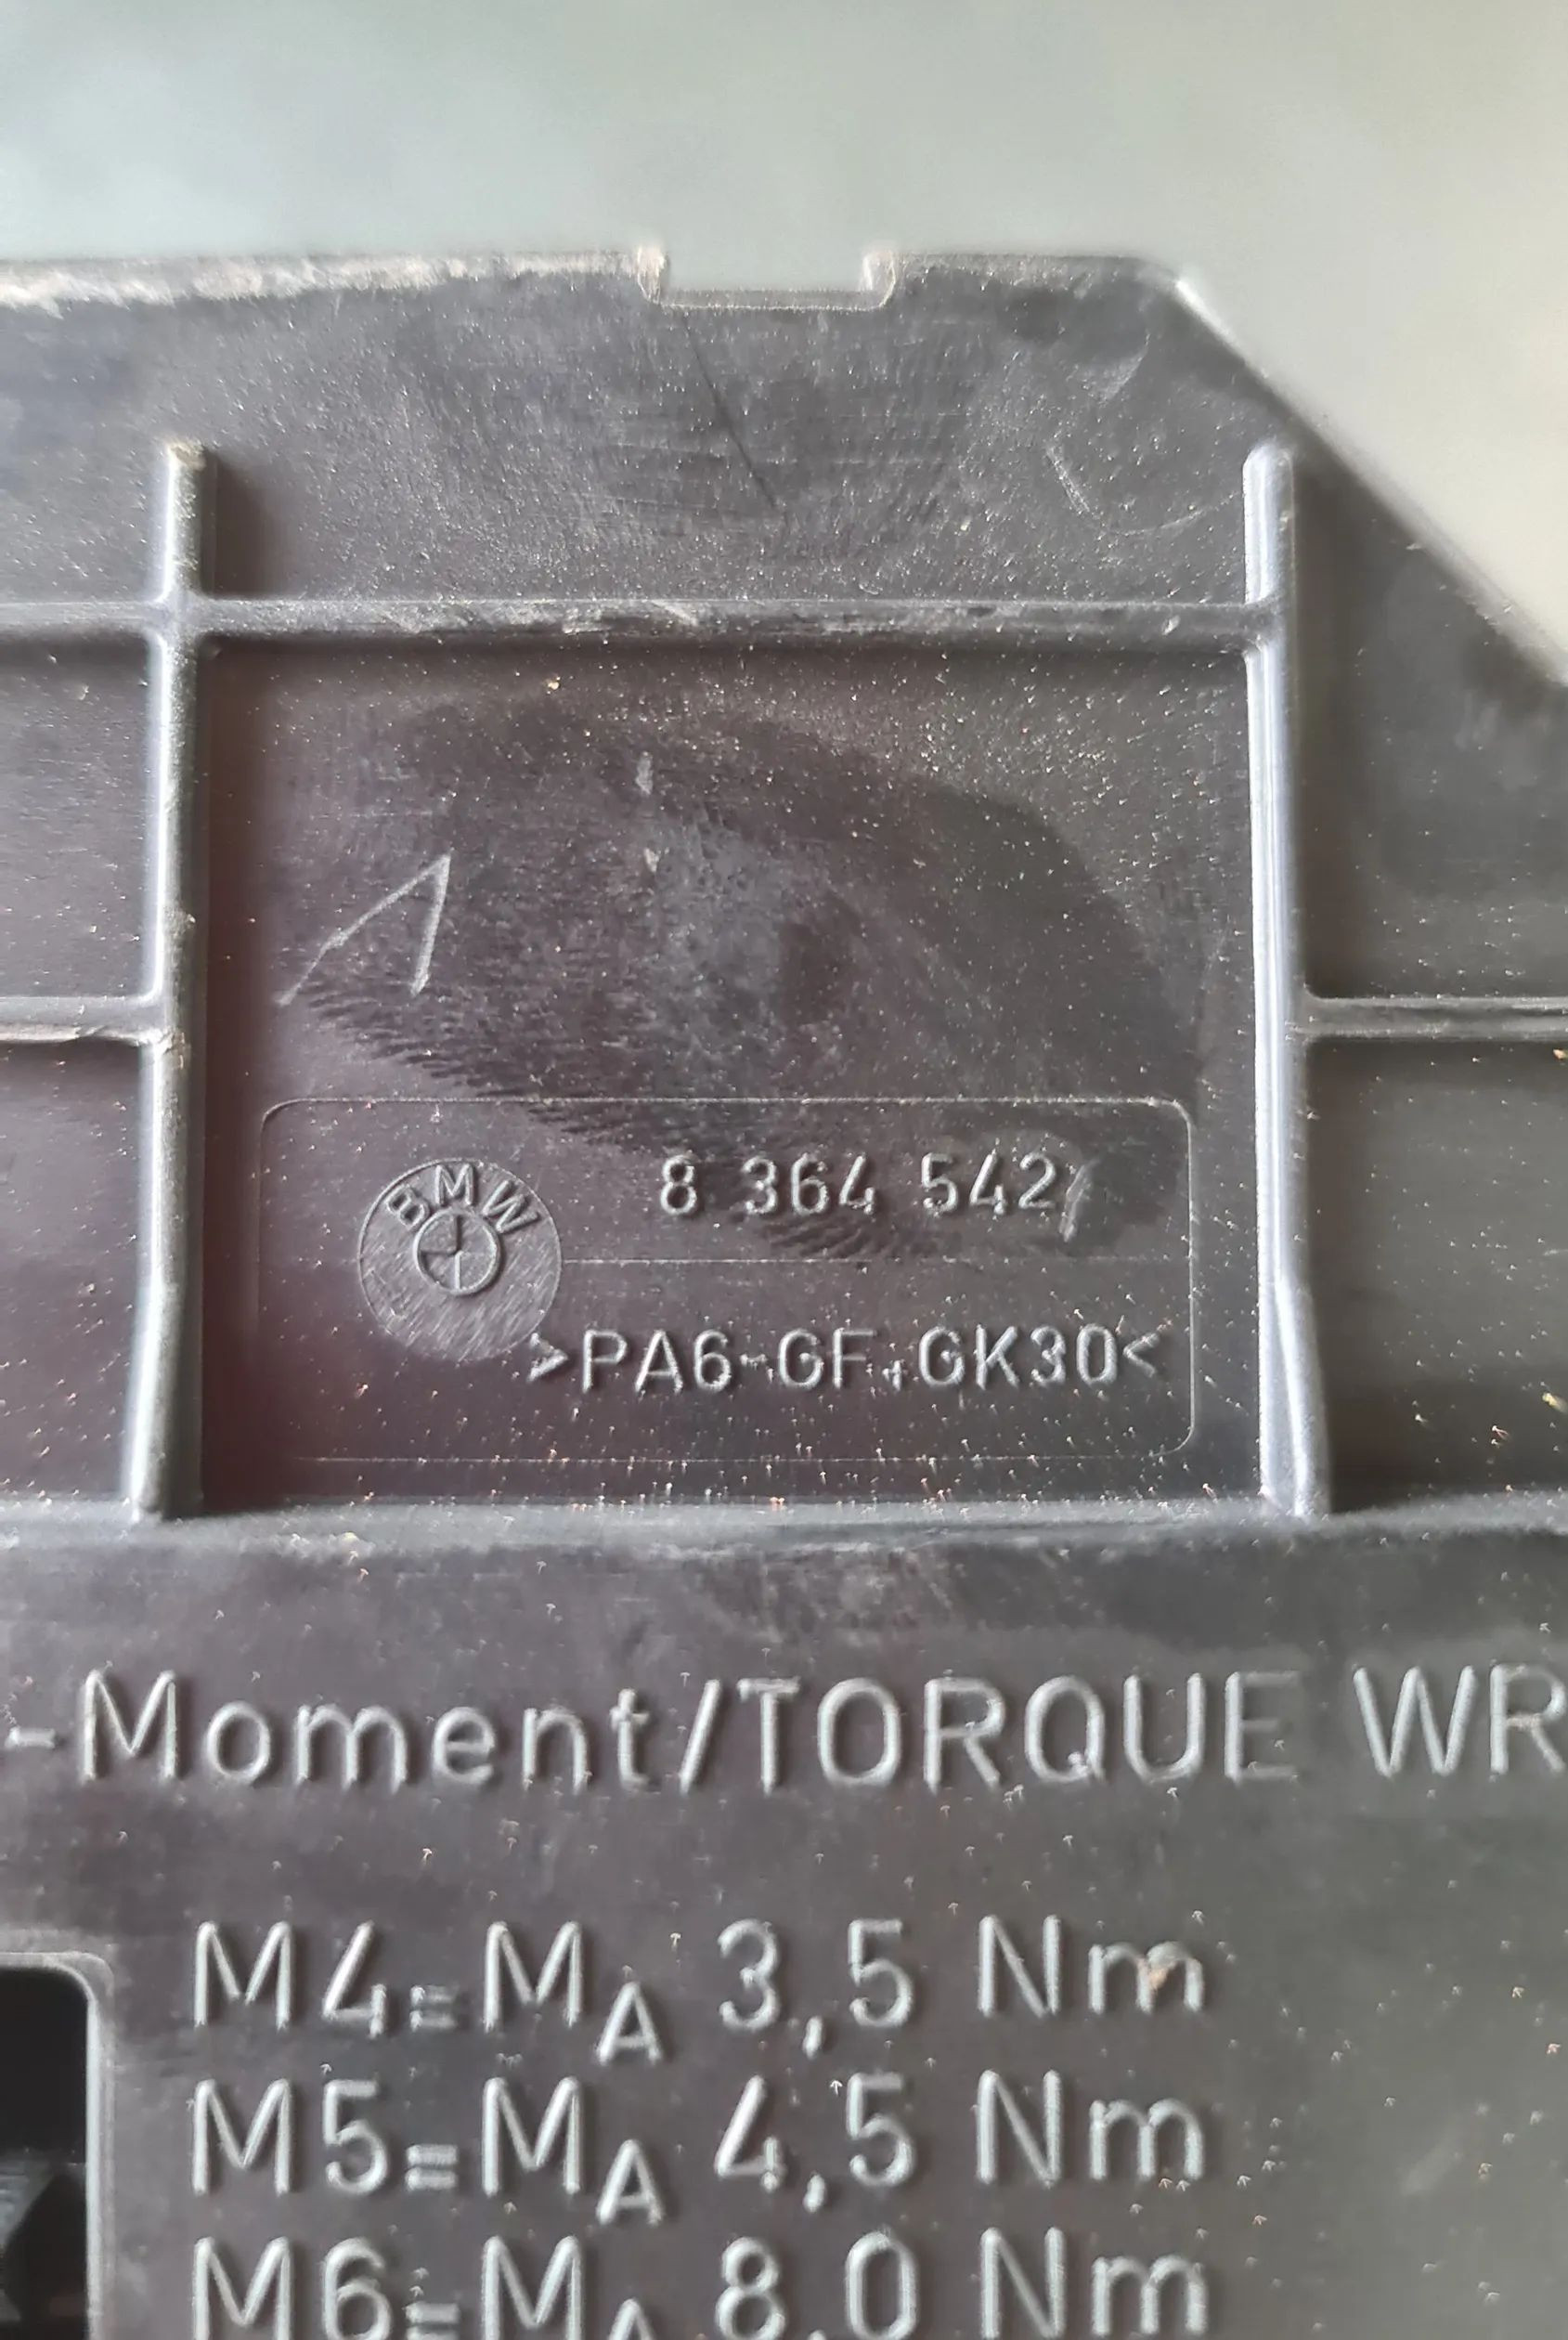 8 364 542
BMW
>PA6-GF+GK30<
-Moment/TORQUE WR
M4=MA 3,5 Nm
M5=MA 4,5 Nm
M6=MA 8,0 Nm